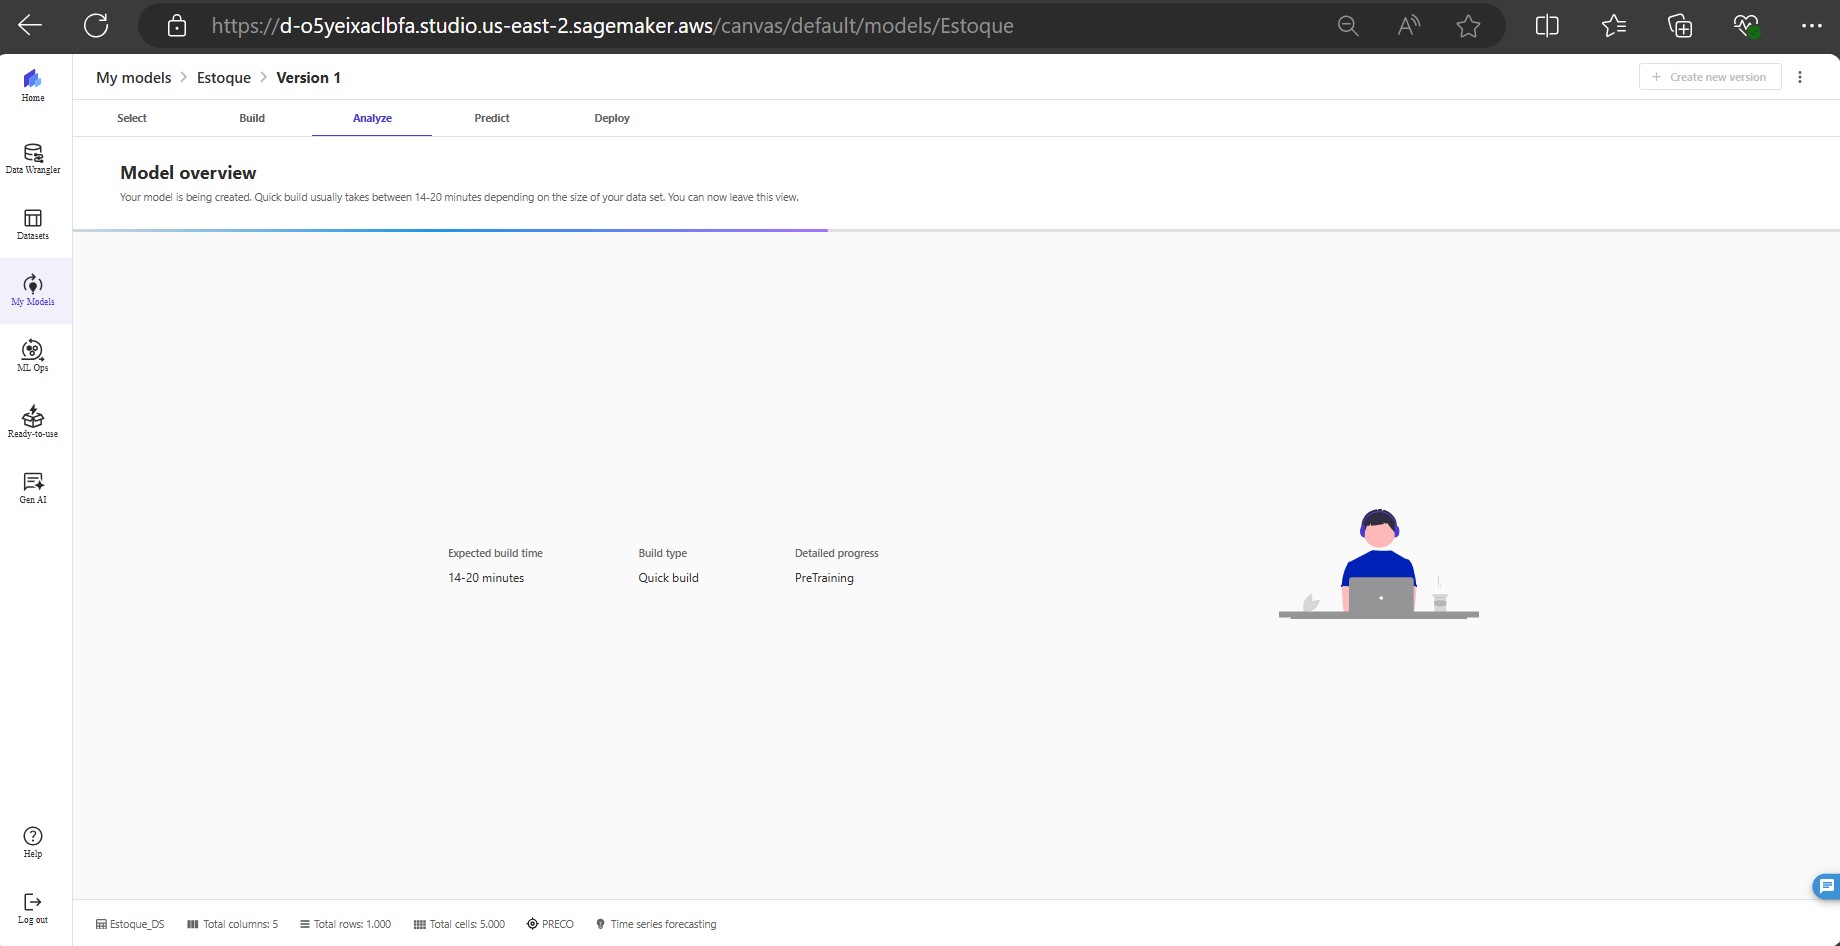 https://d-o5yeixaclbfa.studio.us-east-2.sagemaker.aws/canvas/default/models/Estoque
Home
My models > Estoque > Version 1
+ Create new version
Select Build Analyze Predict Deploy
Data Wrangler
Model overview
Your model is being created. Quick build usually takes between 14-20 minutes depending on the size of your data set. You can now leave this view.
Datasets
My Models
ML Ops
Ready-to-use
Gen AI
Expected build time Build type Detailed progress
14-20 minutes Quick build PreTraining
Help
Log out
Estoque_DS Total columns: 5 Total rows: 1.000 Total cells: 5.000 PRECO Time series forecasting